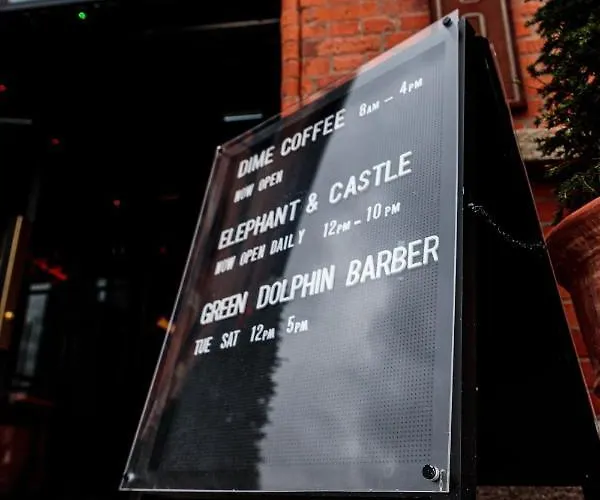 DIME COFFEE 8AM - 4PM
NOW OPEN
ELEPHANT & CASTLE
NOW OPEN DAILY 12PM - 10PM
GREEN DOLPHIN BARBER
TUE SAT 12PM 5PM